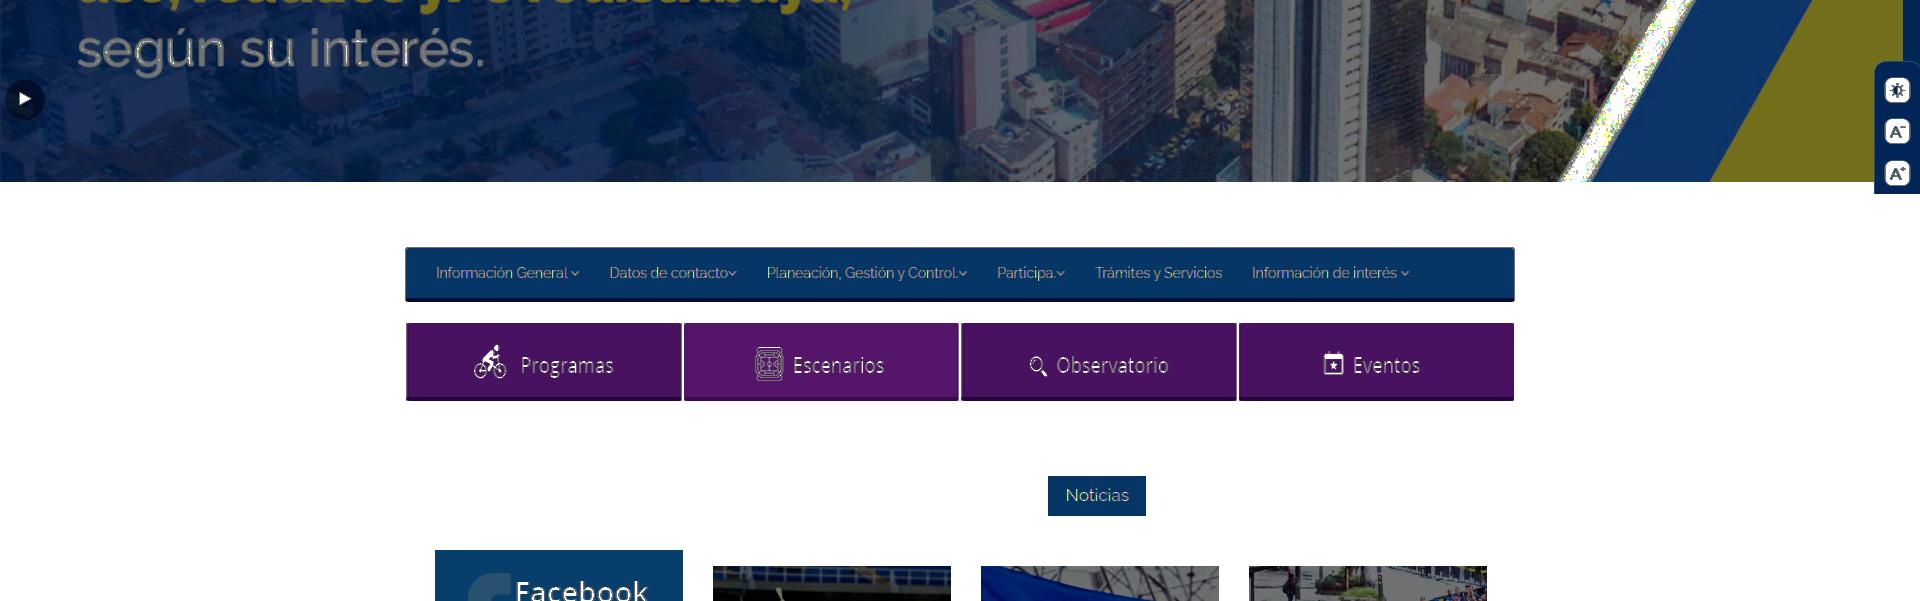 según su interés.
A-
A+
Información General
Datos de contacto
Planeación, Gestión y Control.
Participa.
Trámites y Servicios
Información de interés
Programas
Escenarios
Observatorio
Eventos
Noticias
Facebook